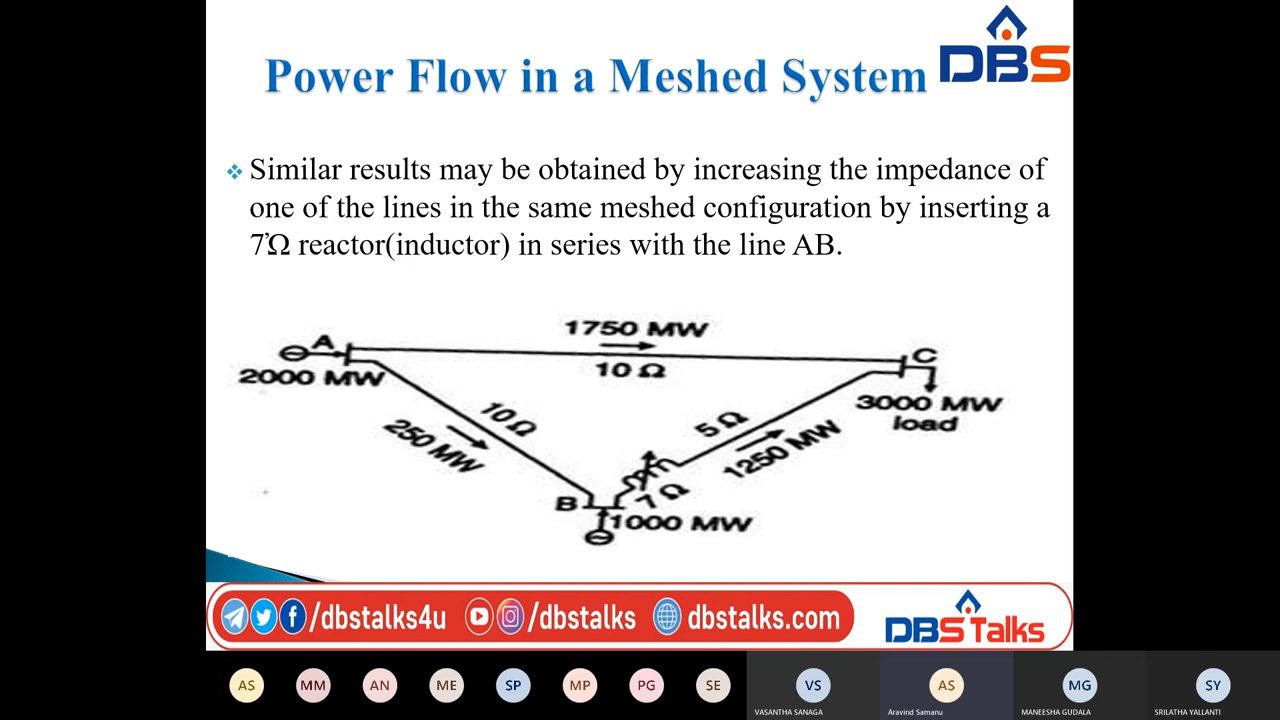 DBS
Power Flow in a Meshed System
Similar results may be obtained by increasing the impedance of
one of the lines in the same meshed configuration by inserting a
7Ώ reactor(inductor) in series with the line AB.
1750 MW
A
C
10 Ω
2000 MW
3000 MW
load
10 Ω
5 Ω
250 MW
1250 MW
7 Ω
B
1000 MW
/dbstalks4u
/dbstalks
dbstalks.com
DBS Talks
AS
MM
AN
ME
SP
MP
PG
SE
VS
AS
MG
SY
VASANTHA SANAGA
Aravind Samanu
MANEESHA GUDALA
SRILATHA YALLANTI